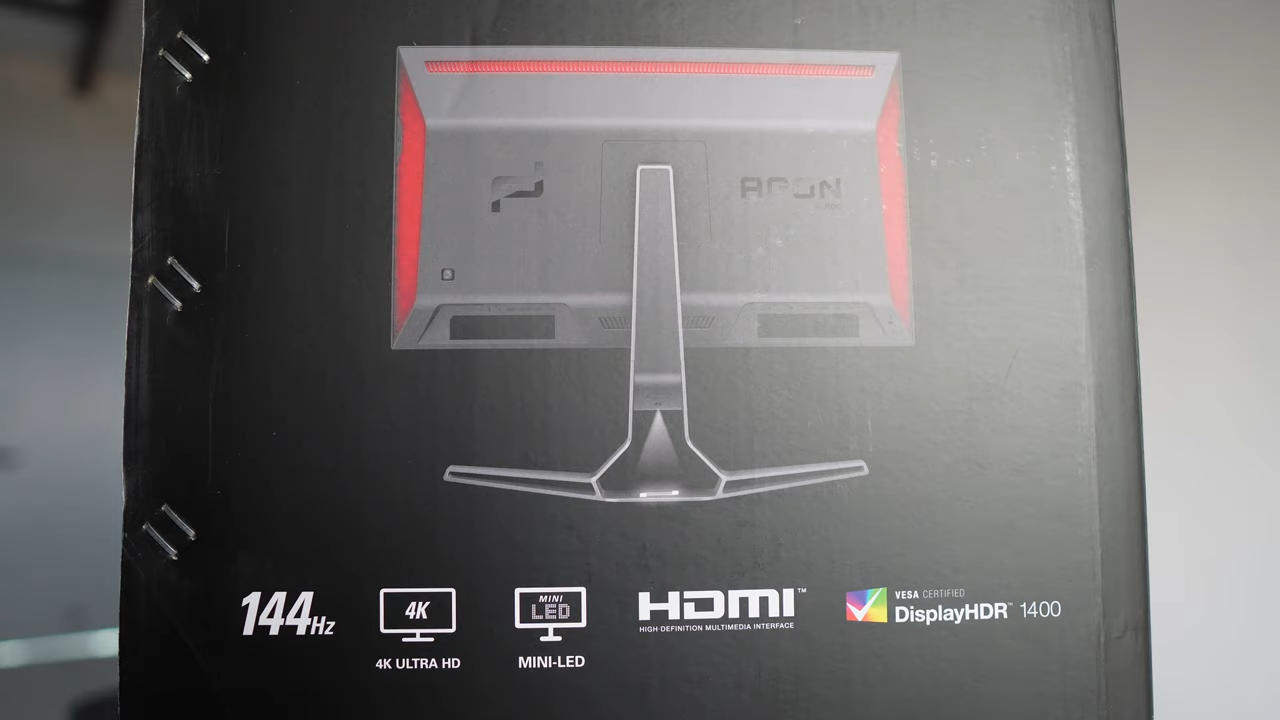 AGON
144Hz
4K
4K ULTRA HD
MINI
LED
MINI-LED
HDMI™
HIGH-DEFINITION MULTIMEDIA INTERFACE
VESA CERTIFIED
DisplayHDR™ 1400